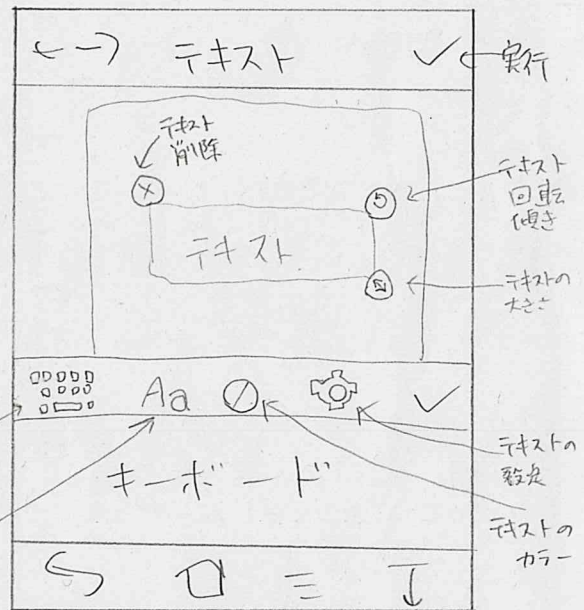 テキスト
実行
テキスト
削除
テキスト
回転
傾き
テキスト
テキストの
大きさ
Aa
キーボード
テキストの
設定
テキストの
カラー